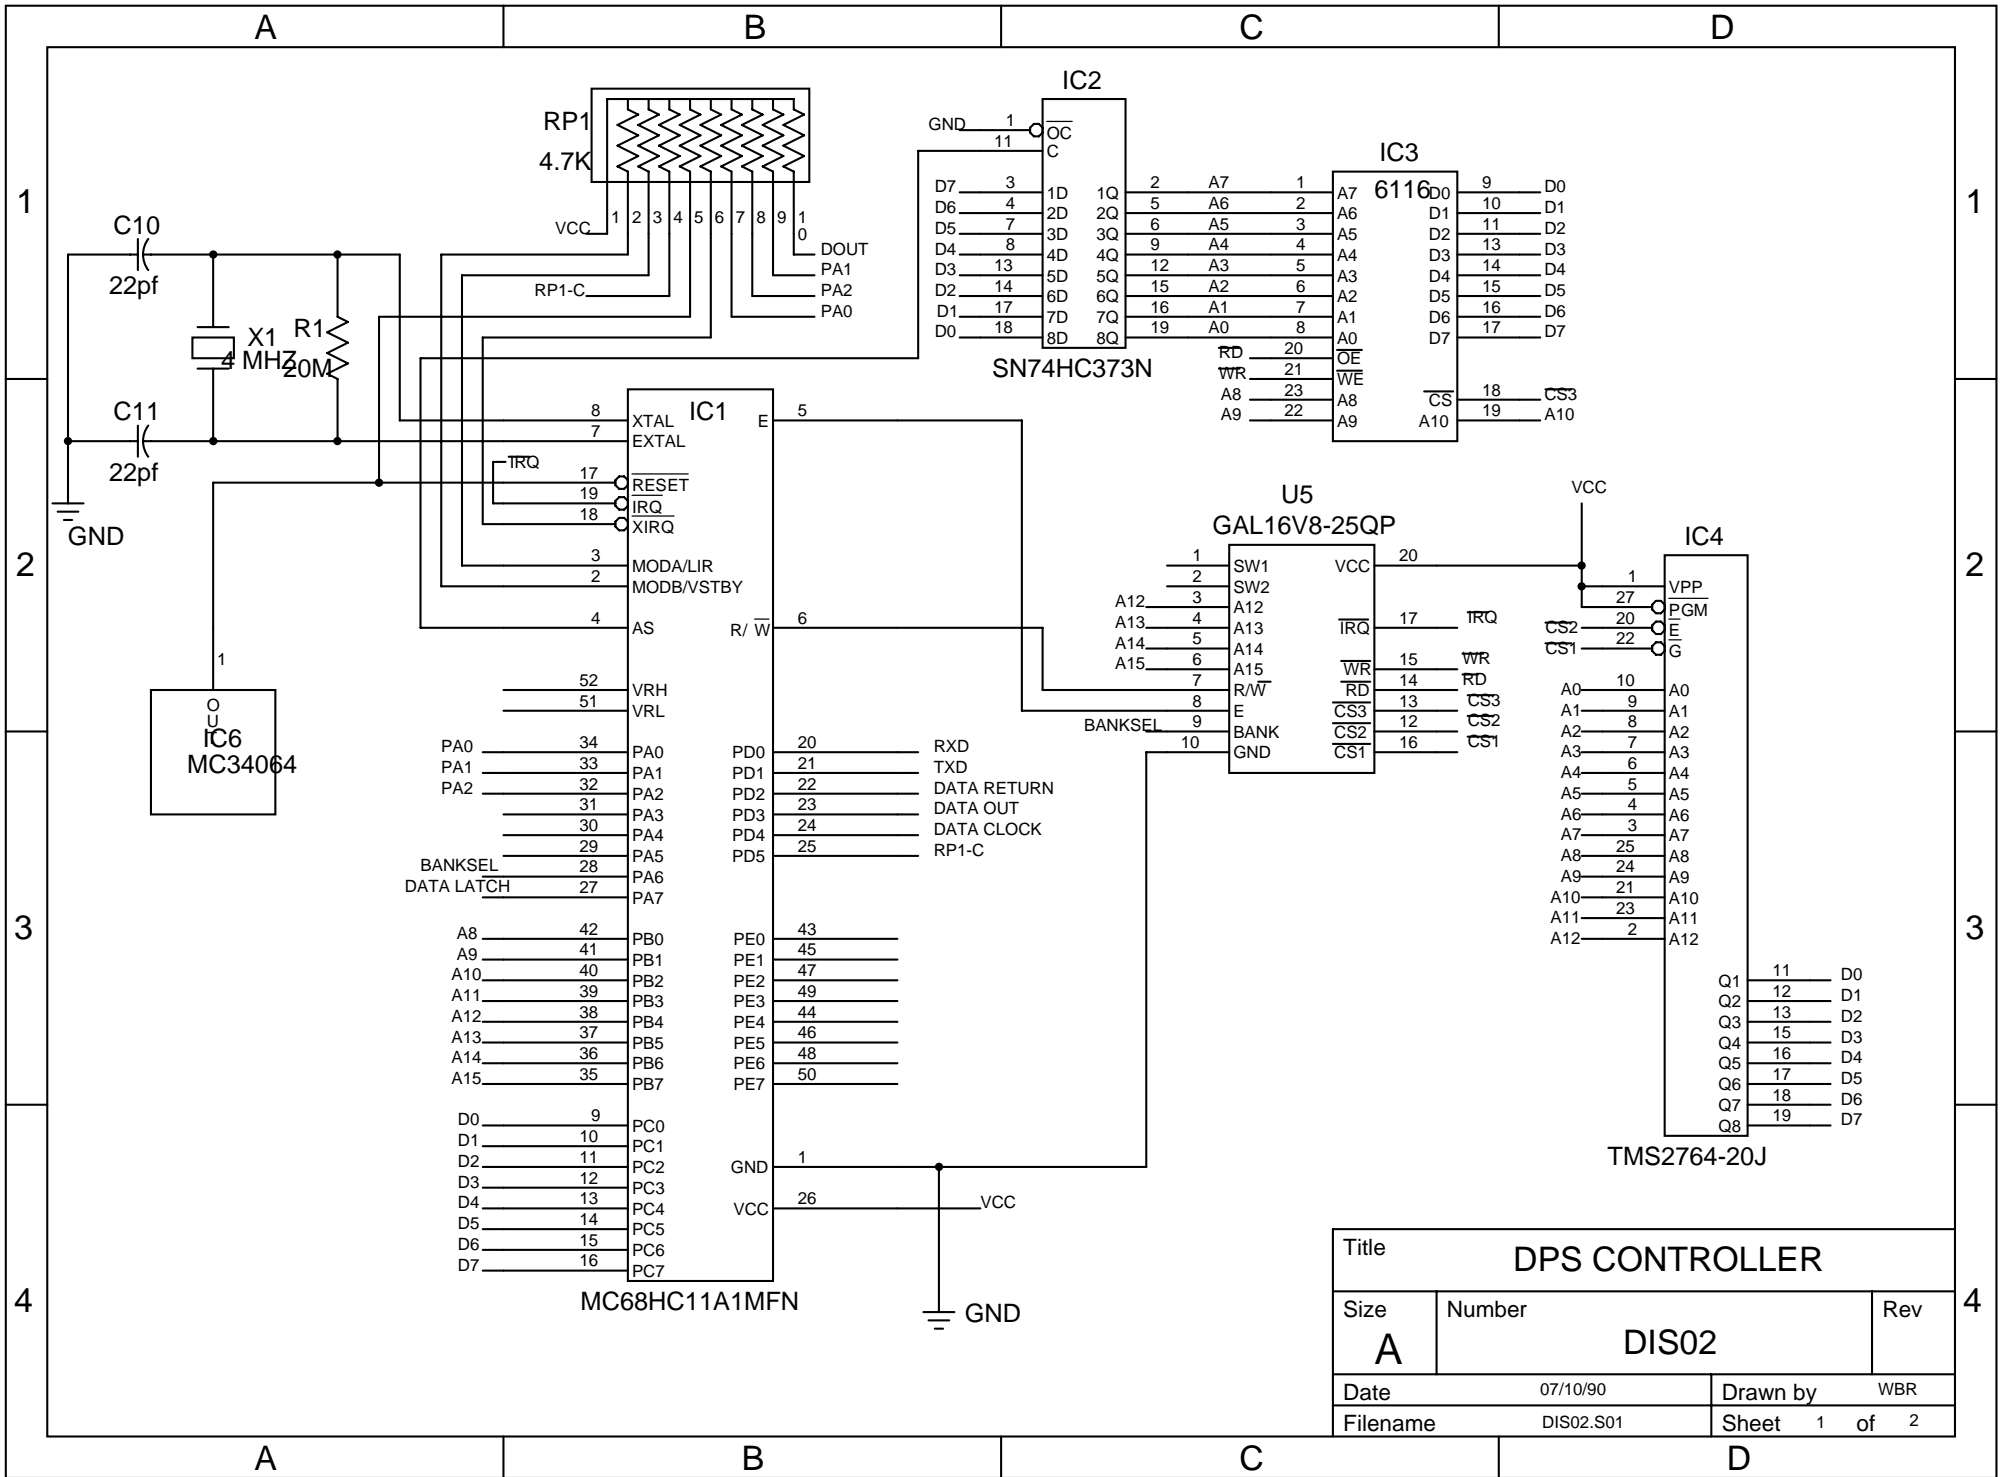 A B C D
1
2
3
4
1
2
3
4
A B C D
RP1
4.7K
VCC
1 2 3 4 5 6 7 8 9 10
DOUT
PA1
PA2
PA0
RP1-C
C10
22pf
C11
22pf
X1
4 MHZ
R1
20M
GND
1
OUT
IC6
MC34064
IC1
8 XTAL
7 EXTAL
IRQ
17 RESET
19 IRQ
18 XIRQ
3 MODA/LIR
2 MODB/VSTBY
4 AS
52 VRH
51 VRL
PA0 34 PA0
PA1 33 PA1
PA2 32 PA2
31 PA3
30 PA4
29 PA5
BANKSEL 28 PA6
DATA LATCH 27 PA7
A8 42 PB0
A9 41 PB1
A10 40 PB2
A11 39 PB3
A12 38 PB4
A13 37 PB5
A14 36 PB6
A15 35 PB7
D0 9 PC0
D1 10 PC1
D2 11 PC2
D3 12 PC3
D4 13 PC4
D5 14 PC5
D6 15 PC6
D7 16 PC7
E 5
R/ W 6
PD0 20 RXD
PD1 21 TXD
PD2 22 DATA RETURN
PD3 23 DATA OUT
PD4 24 DATA CLOCK
PD5 25 RP1-C
PE0 43
PE1 45
PE2 47
PE3 49
PE4 44
PE5 46
PE6 48
PE7 50
GND 1
VCC 26 VCC
MC68HC11A1MFN
GND
IC2
GND 1 OC
11 C
D7 3 1D 1Q 2 A7
D6 4 2D 2Q 5 A6
D5 7 3D 3Q 6 A5
D4 8 4D 4Q 9 A4
D3 13 5D 5Q 12 A3
D2 14 6D 6Q 15 A2
D1 17 7D 7Q 16 A1
D0 18 8D 8Q 19 A0
SN74HC373N
IC3
6116
1 A7 D0 9 D0
2 A6 D1 10 D1
3 A5 D2 11 D2
4 A4 D3 13 D3
5 A3 D4 14 D4
6 A2 D5 15 D5
7 A1 D6 16 D6
8 A0 D7 17 D7
RD 20 OE
WR 21 WE
A8 23 A8 CS 18 CS3
A9 22 A9 A10 19 A10
U5
GAL16V8-25QP
1 SW1 VCC 20
2 SW2
A12 3 A12
A13 4 A13 IRQ 17 IRQ
A14 5 A14
A15 6 A15 WR 15 WR
7 R/W RD 14 RD
8 E CS3 13 CS3
BANKSEL 9 BANK CS2 12 CS2
10 GND CS1 16 CS1
VCC
IC4
1 VPP
27 PGM
CS2 20 E
CS1 22 G
A0 10 A0
A1 9 A1
A2 8 A2
A3 7 A3
A4 6 A4
A5 5 A5
A6 4 A6
A7 3 A7
A8 25 A8
A9 24 A9
A10 21 A10
A11 23 A11
A12 2 A12
Q1 11 D0
Q2 12 D1
Q3 13 D2
Q4 15 D3
Q5 16 D4
Q6 17 D5
Q7 18 D6
Q8 19 D7
TMS2764-20J
Title
DPS CONTROLLER
Size
A
Number
DIS02
Rev
Date 07/10/90
Drawn by WBR
Filename DIS02.S01
Sheet 1 of 2